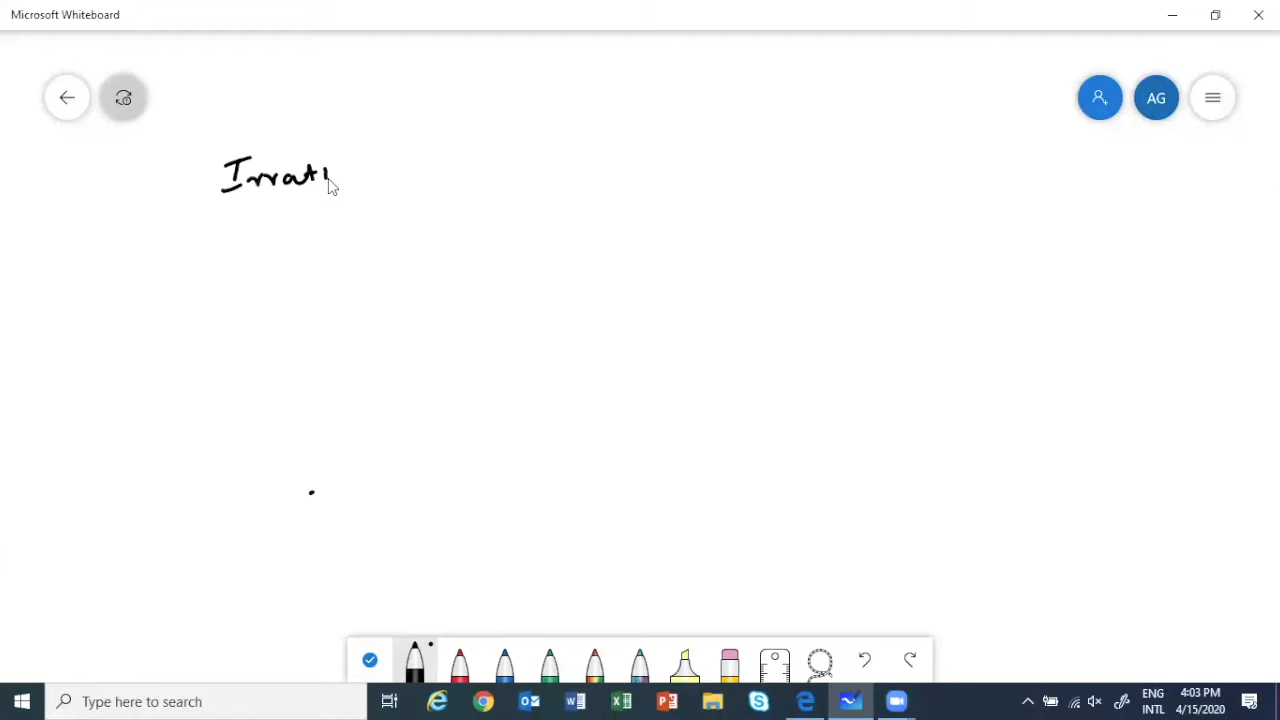 Microsoft Whiteboard
AG
Irrati
Type here to search
ENG
INTL
4:03 PM
4/15/2020